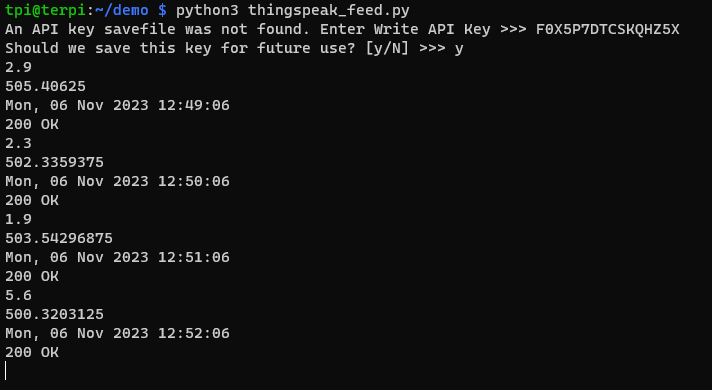 tpi@terpi:~/demo $ python3 thingspeak_feed.py
An API key savefile was not found. Enter Write API Key >>> F0X5P7DTCSKQHZ5X
Should we save this key for future use? [y/N] >>> y
2.9
505.40625
Mon, 06 Nov 2023 12:49:06
200 OK
2.3
502.3359375
Mon, 06 Nov 2023 12:50:06
200 OK
1.9
503.54296875
Mon, 06 Nov 2023 12:51:06
200 OK
5.6
500.3203125
Mon, 06 Nov 2023 12:52:06
200 OK